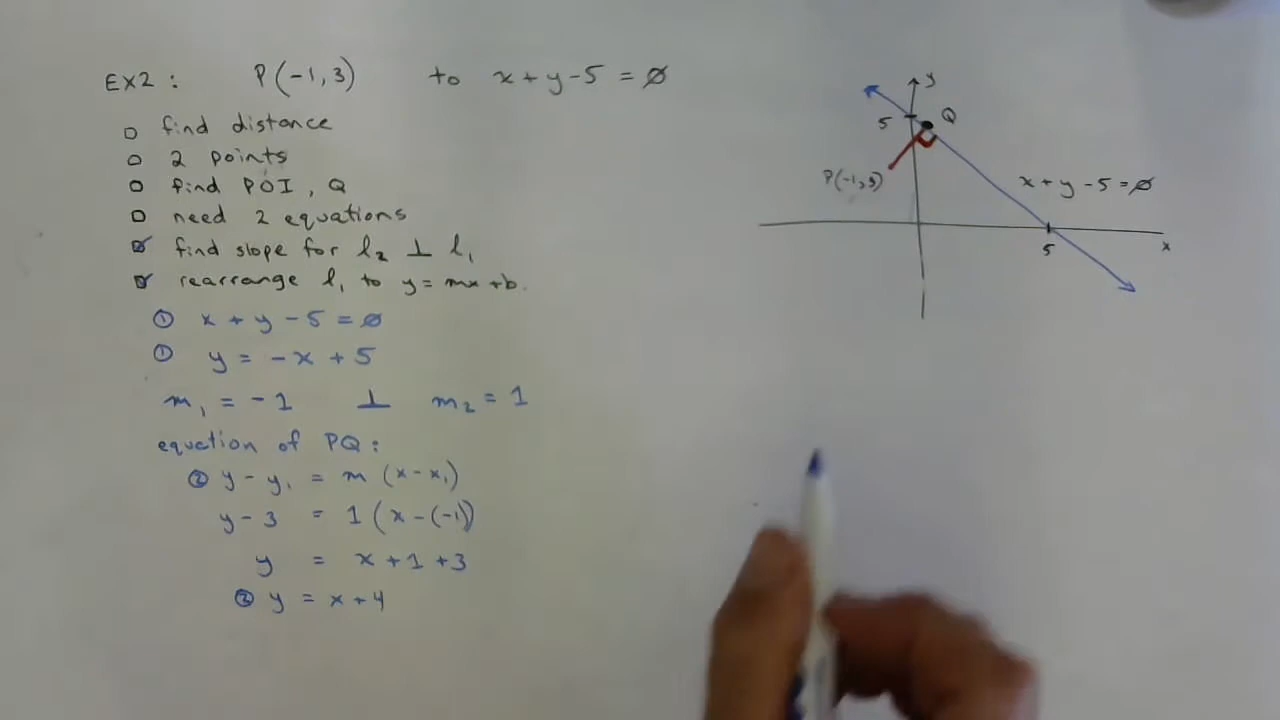 EX2: P(-1,3) to x+y-5=∅
□ find distance
□ 2 points
□ find POI, Q
□ need 2 equations
☑ find slope for l₂ ⊥ l₁
☑ rearrange l₁ to y=mx+b.
① x+y-5=∅
① y=-x+5
m₁=-1 ⊥ m₂=1
equation of PQ:
② y-y₁ = m(x-x₁)
y-3 = 1(x-(-1))
y = x+1+3
② y=x+4
y
5 Q
P(-1,3)
x+y-5=∅
5 x